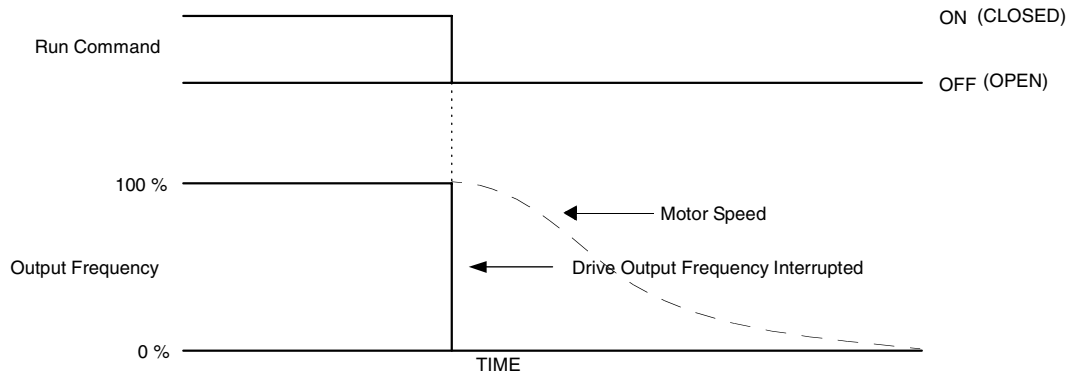 ON (CLOSED)
Run Command
OFF (OPEN)
100 %
Motor Speed
Output Frequency
Drive Output Frequency Interrupted
0 %
TIME